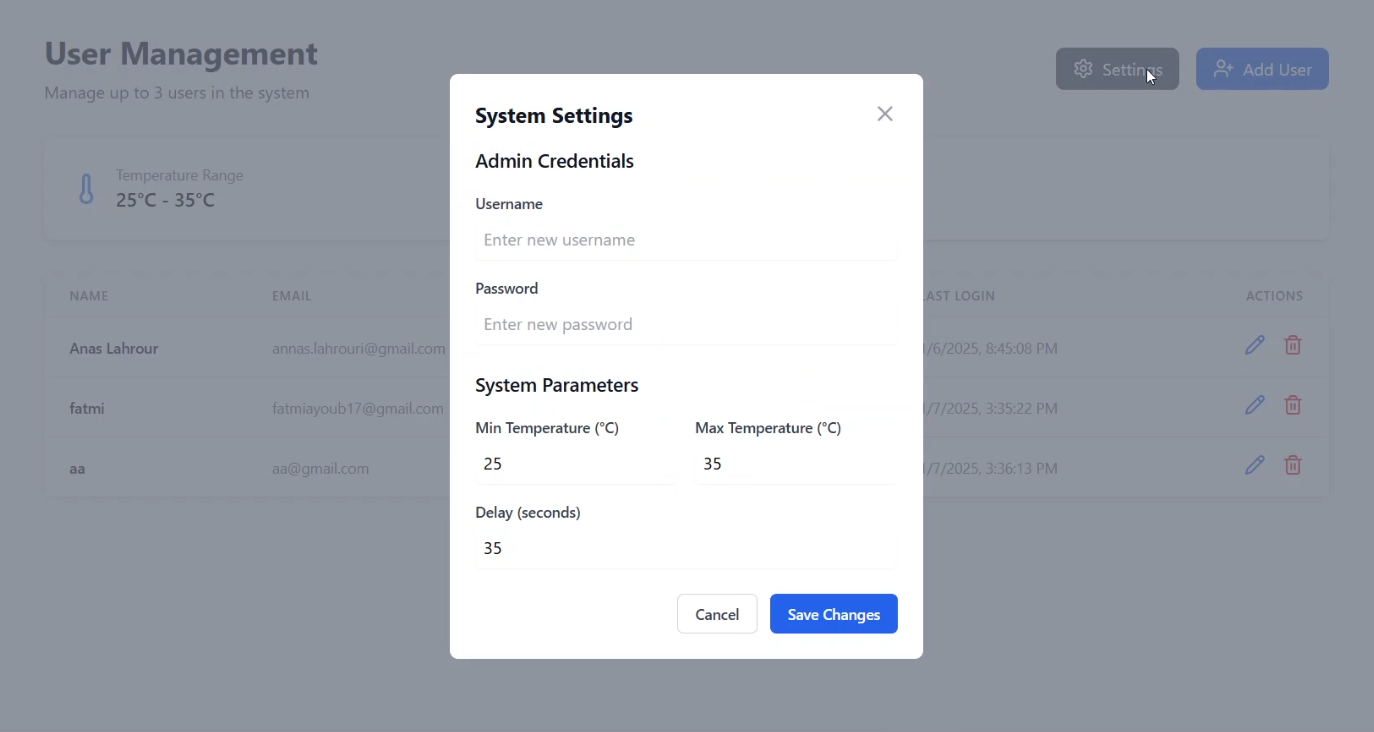 User Management
Manage up to 3 users in the system
Settings
Add User
Temperature Range
25°C - 35°C
NAME EMAIL LAST LOGIN ACTIONS
Anas Lahrour annas.lahrouri@gmail.com /6/2025, 8:45:08 PM
fatmi fatmiayoub17@gmail.com /7/2025, 3:35:22 PM
aa aa@gmail.com /7/2025, 3:36:13 PM
System Settings
Admin Credentials
Username
Enter new username
Password
Enter new password
System Parameters
Min Temperature (°C) Max Temperature (°C)
25 35
Delay (seconds)
35
Cancel Save Changes